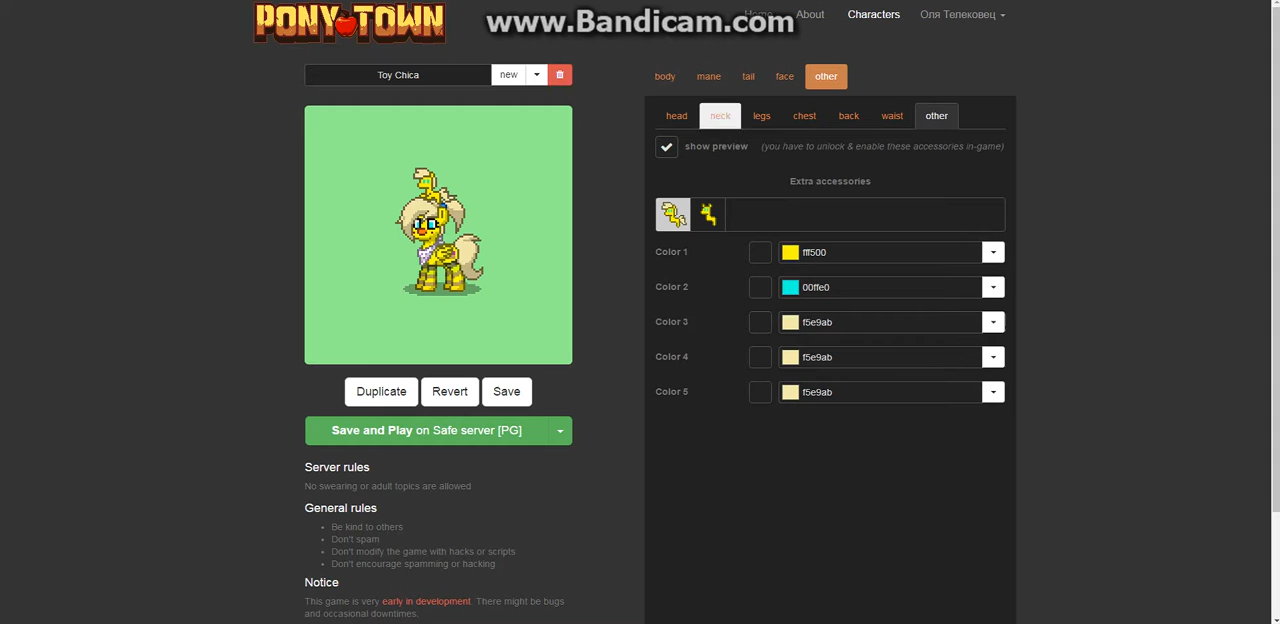 PONY TOWN
www.Bandicam.com
Home About Characters Оля Телековец
Toy Chica new
body mane tail face other
head neck legs chest back waist other
show preview (you have to unlock & enable these accessories in-game)
Extra accessories
Color 1 fff500
Color 2 00ffe0
Color 3 f5e9ab
Color 4 f5e9ab
Color 5 f5e9ab
Duplicate Revert Save
Save and Play on Safe server [PG]
Server rules
No swearing or adult topics are allowed
General rules
Be kind to others
Don't spam
Don't modify the game with hacks or scripts
Don't encourage spamming or hacking
Notice
This game is very early in development. There might be bugs
and occasional downtimes.